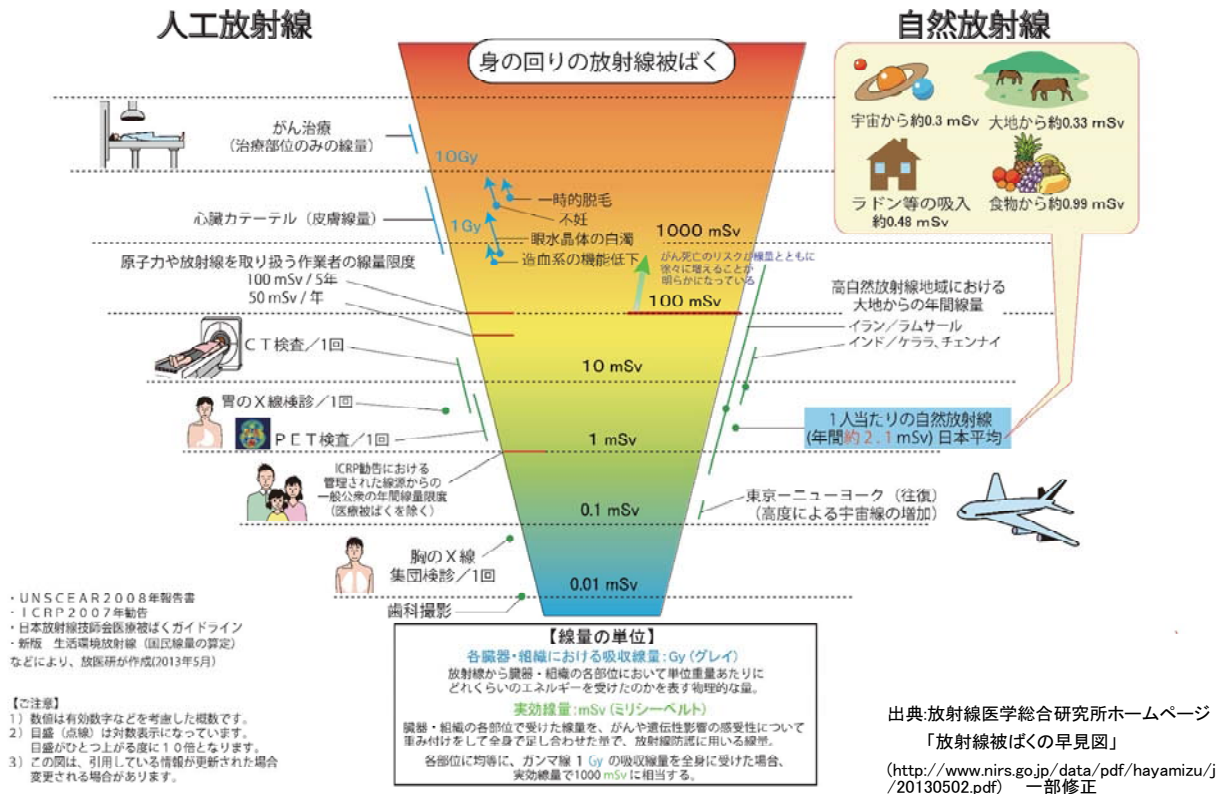 人工放射線
身の回りの放射線被ばく
自然放射線
宇宙から約0.3 mSv
大地から約0.33 mSv
ラドン等の吸入
約0.48 mSv
食物から約0.99 mSv
がん治療
(治療部位のみの線量)
10Gy
心臓カテーテル(皮膚線量)
1Gy
一時的脱毛
不妊
眼水晶体の白濁
造血系の機能低下
1000 mSv
がん死亡のリスクが線量とともに
徐々に増えることが
明らかになっている
100 mSv
原子力や放射線を取り扱う作業者の線量限度
100 mSv / 5年
50 mSv / 年
高自然放射線地域における
大地からの年間線量
イラン/ラムサール
インド/ケララ、チェンナイ
CT検査/1回
10 mSv
胃のX線検診/1回
PET検査/1回
1 mSv
1人当たりの自然放射線
(年間約2.1mSv)日本平均
ICRP勧告における
管理された線源からの
一般公衆の年間線量限度
(医療被ばくを除く)
0.1 mSv
東京ーニューヨーク(往復)
(高度による宇宙線の増加)
胸のX線
集団検診/1回
0.01 mSv
歯科撮影
・UNSCEAR2008年報告書
・ICRP2007年勧告
・日本放射線技師会医療被ばくガイドライン
・新版 生活環境放射線(国民線量の算定)
などにより、放医研が作成(2013年5月)
【ご注意】
1)数値は有効数字などを考慮した概数です。
2)目盛(点線)は対数表示になっています。
目盛がひとつ上がる度に10倍となります。
3)この図は、引用している情報が更新された場合
変更される場合があります。
【線量の単位】
各臓器・組織における吸収線量:Gy(グレイ)
放射線から臓器・組織の各部位において単位重量あたりに
どれくらいのエネルギーを受けたのかを表す物理的な量。
実効線量:mSv(ミリシーベルト)
臓器・組織の各部位で受けた線量を、がんや遺伝性影響の感受性について
重み付けをして全身で足し合わせた量で、放射線防護に用いる線量。
各部位に均等に、ガンマ線 1 Gy の吸収線量を全身に受けた場合、
実効線量で1000 mSv に相当する。
出典:放射線医学総合研究所ホームページ
「放射線被ばくの早見図」
(http://www.nirs.go.jp/data/pdf/hayamizu/j
/20130502.pdf) 一部修正